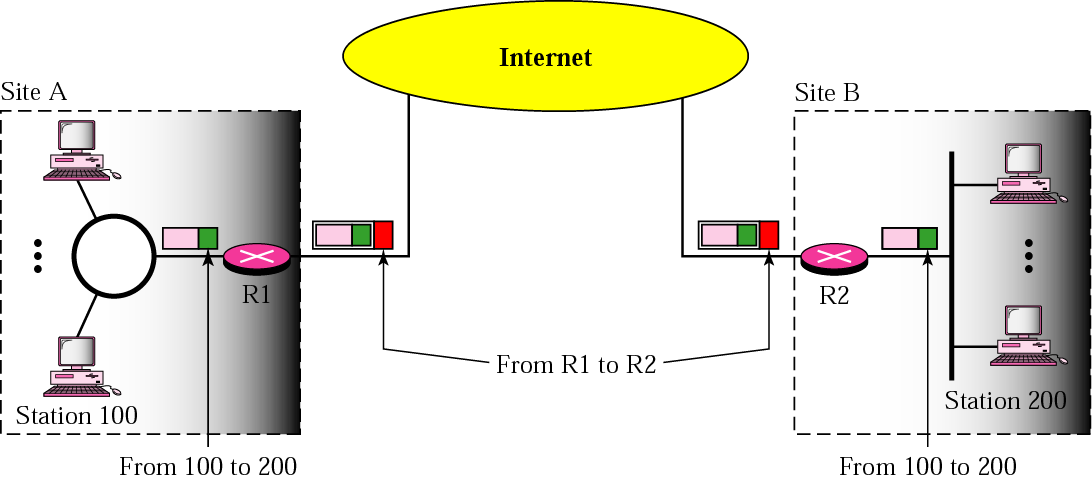 Internet
Site A
Site B
R1
R2
From R1 to R2
Station 100
Station 200
From 100 to 200
From 100 to 200